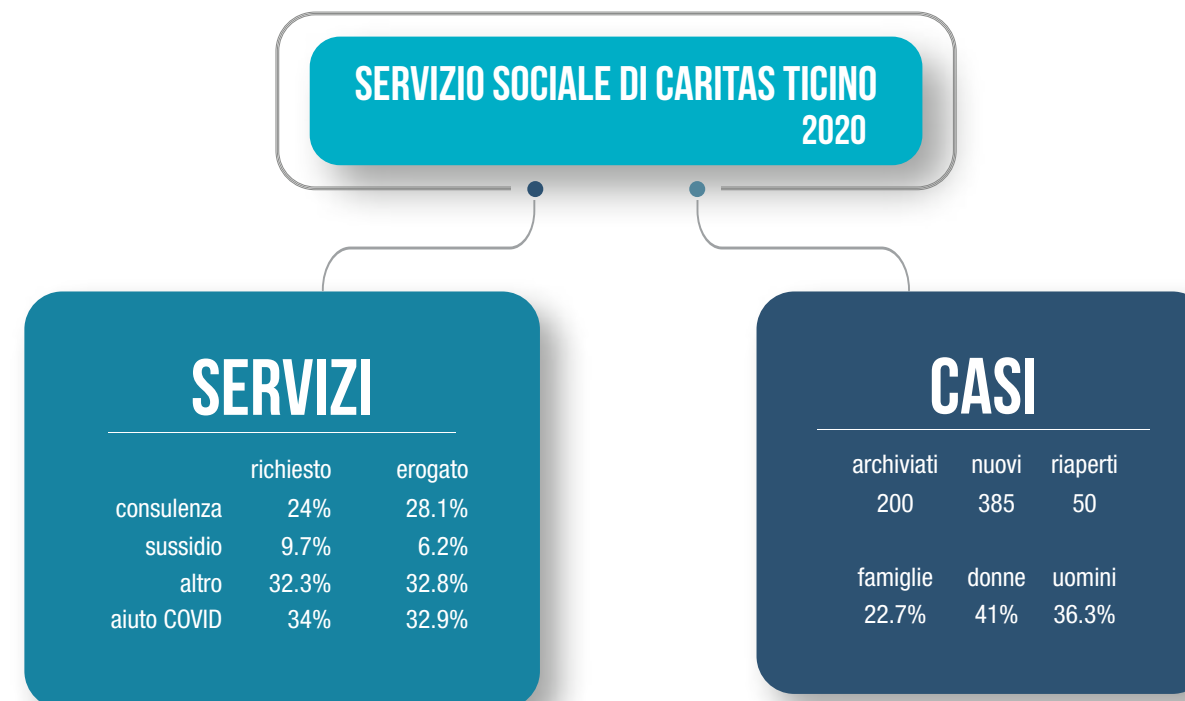 SERVIZIO SOCIALE DI CARITAS TICINO
2020
SERVIZI
richiesto erogato
consulenza 24% 28.1%
sussidio 9.7% 6.2%
altro 32.3% 32.8%
aiuto COVID 34% 32.9%
CASI
archiviati nuovi riaperti
200 385 50
famiglie donne uomini
22.7% 41% 36.3%